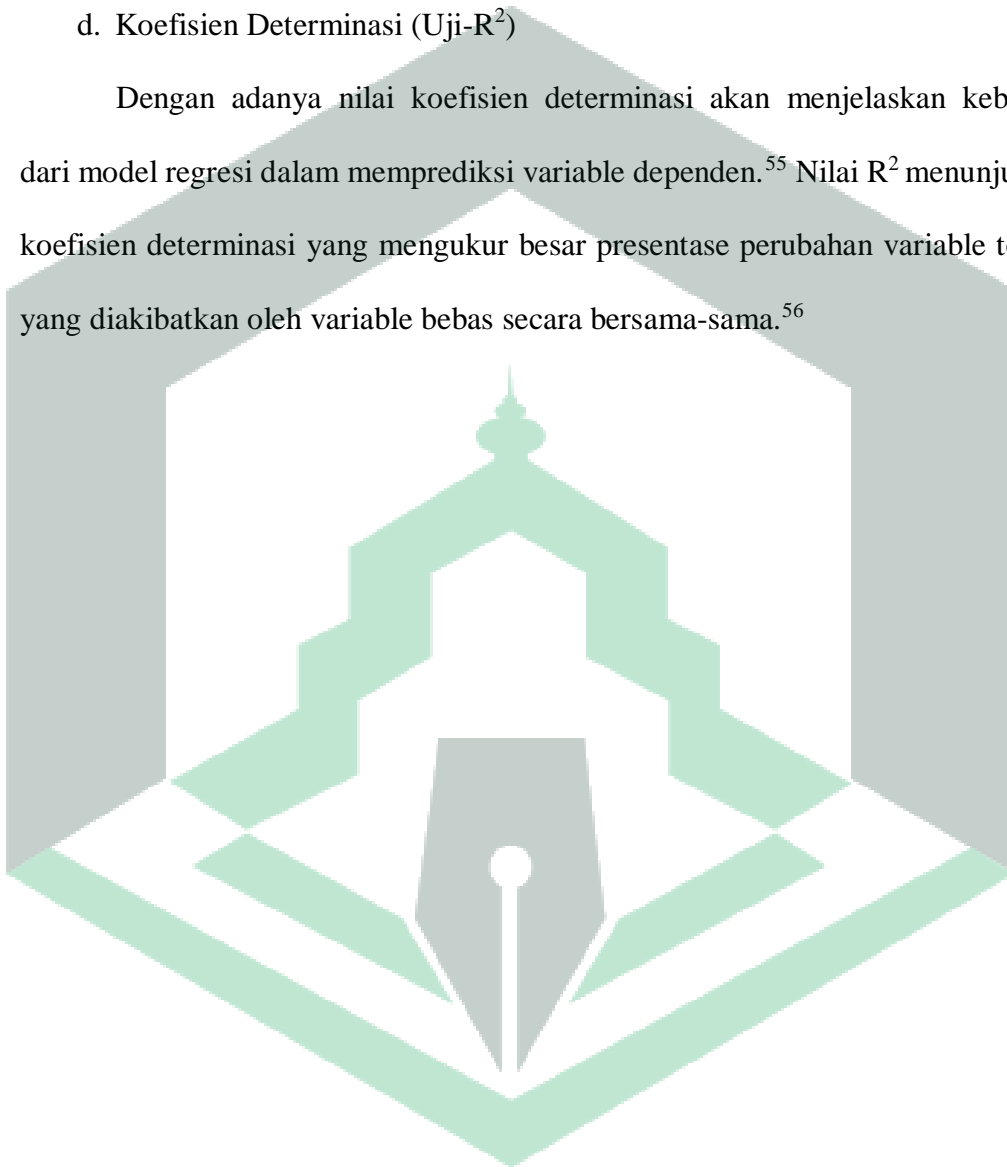 d. Koefisien Determinasi (Uji-R²)
Dengan adanya nilai koefisien determinasi akan menjelaskan
dari model regresi dalam memprediksi variable dependen.⁵⁵ Nilai R²
koefisien determinasi yang mengukur besar presentase perubahan variable
yang diakibatkan oleh variable bebas secara bersama-sama.⁵⁶